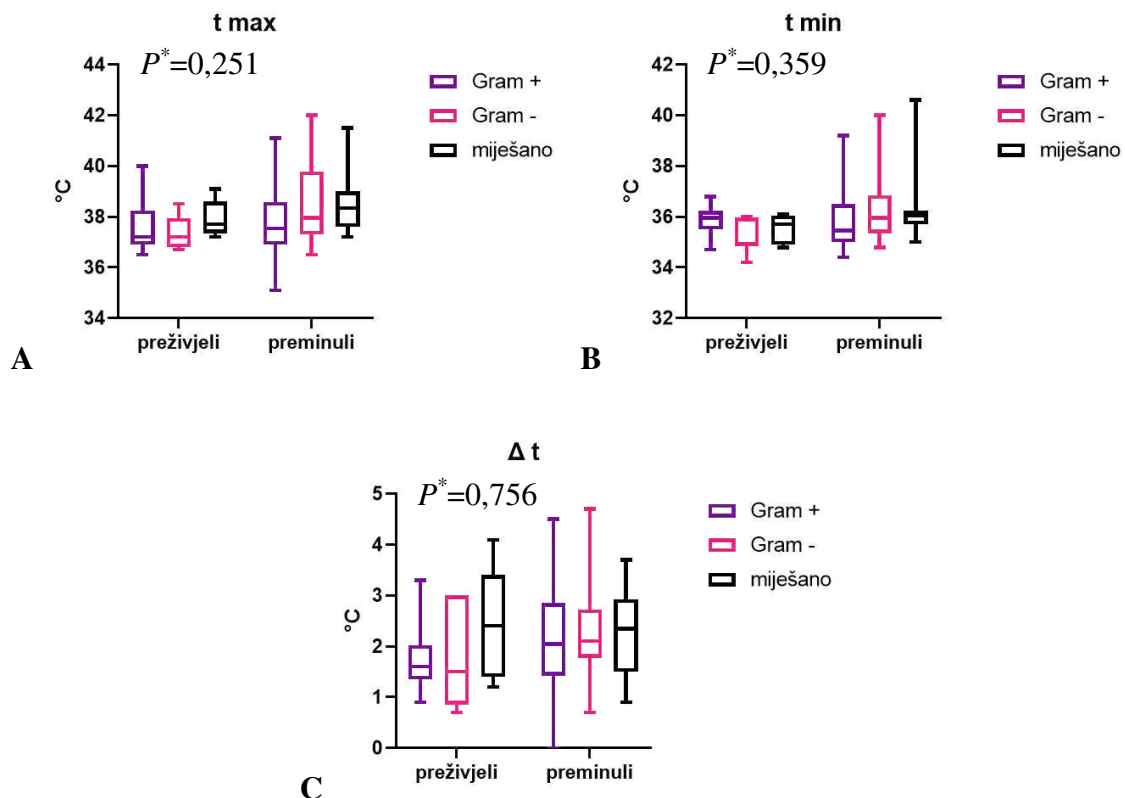 t max
P*=0,251
44
42
40
38
36
34
°C
preživjeli
preminuli
Gram +
Gram -
miješano
A
t min
P*=0,359
42
40
38
36
34
32
°C
preživjeli
preminuli
Gram +
Gram -
miješano
B
Δ t
P*=0,756
5
4
3
2
1
0
°C
preživjeli
preminuli
Gram +
Gram -
miješano
C